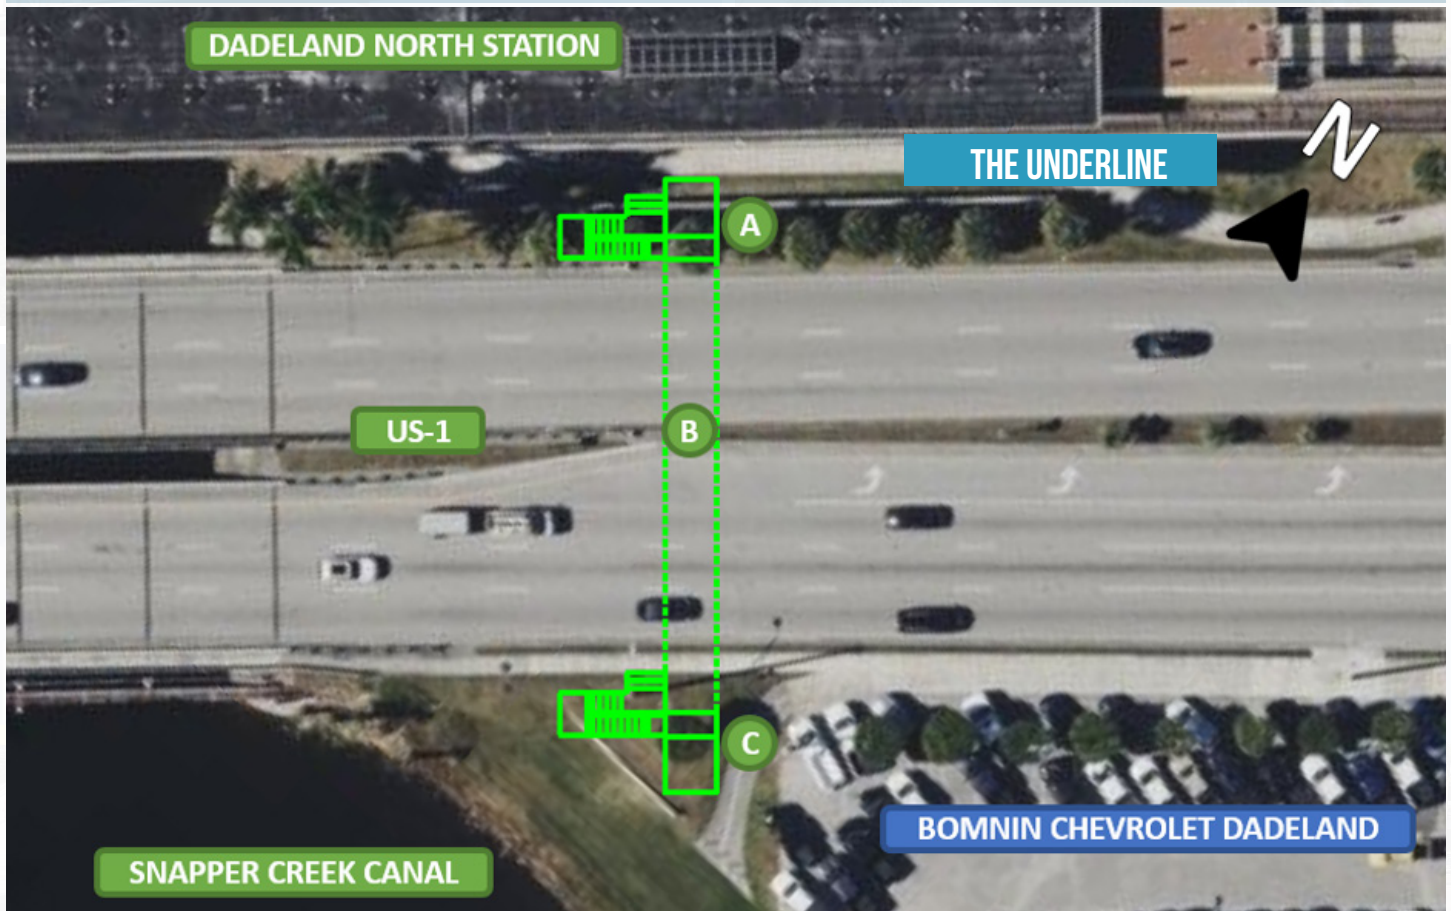 DADELAND NORTH STATION
N
THE UNDERLINE
A
US-1
B
C
BOMNIN CHEVROLET DADELAND
SNAPPER CREEK CANAL